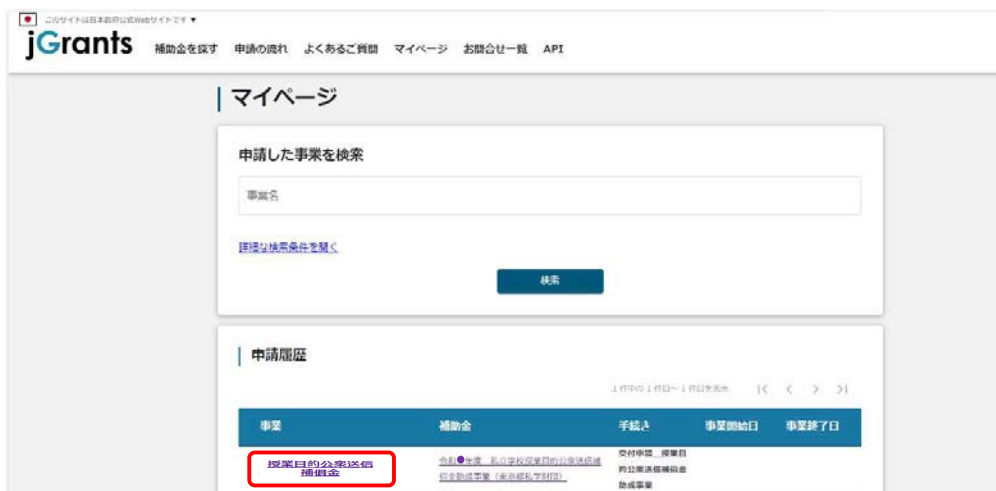 このサイトは日本政府公式Webサイトです ▼
jGrants 補助金を探す 申請の流れ よくあるご質問 マイページ お問合せ一覧 API
マイページ
申請した事業を検索
事業名
詳細な検索条件を開く
検索
申請履歴
1 件中の 1 件目〜 1 件目を表示 |< < > >|
事業 補助金 手続き 事業開始日 事業終了日
授業目的公衆送信
補償金
令和●年度 私立学校授業目的公衆送信補
償金助成事業（東京都私学財団）
交付申請__授業目
的公衆送信補償金
助成事業